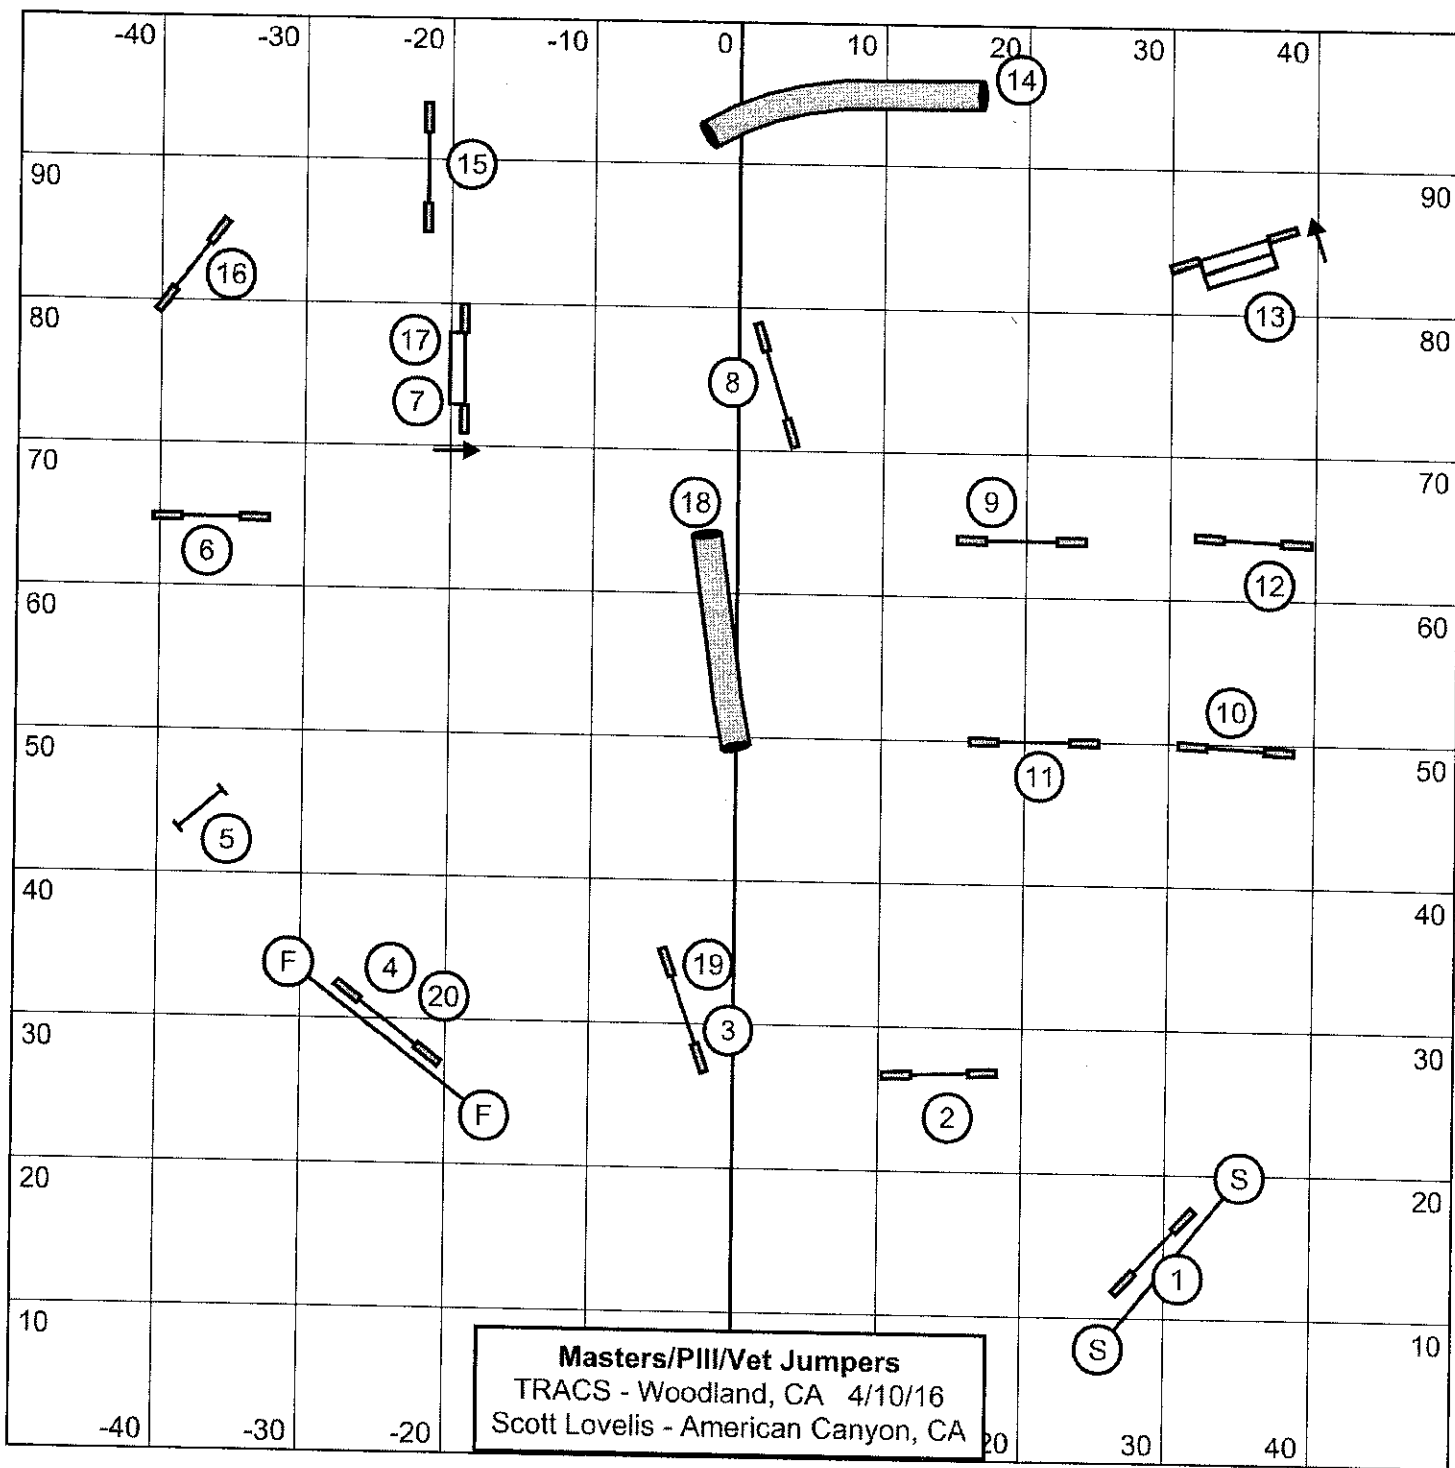 -40 -30 -20 -10 0 10 20 30 40
14
15
90 90
16
13
80 80
17
8
7
70 70
18 9
6
12
60 60
10
50 50
11
5
40 40
F 4 19
20
30 3 30
2
F
20 S 20
1
10 10
S
Masters/PIII/Vet Jumpers
TRACS - Woodland, CA 4/10/16
Scott Lovelis - American Canyon, CA
-40 -30 -20 20 30 40